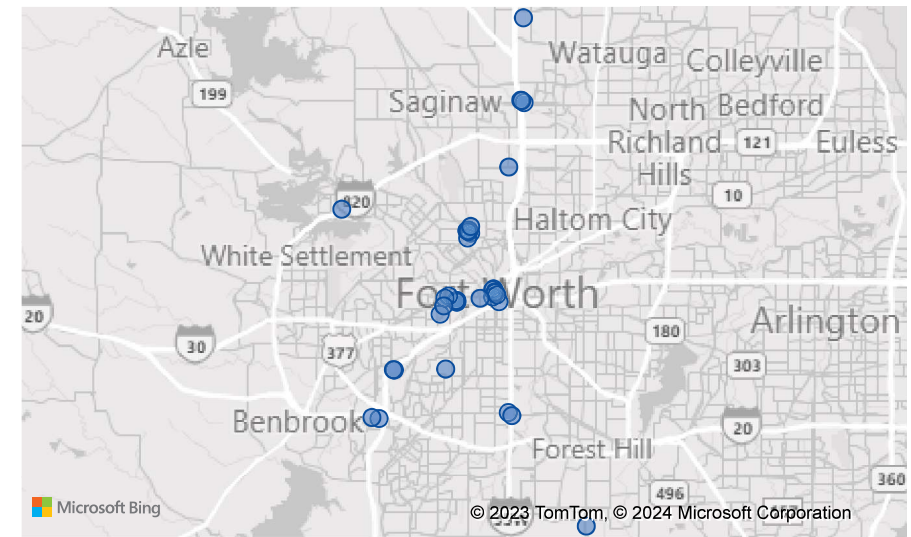 Azle
Watauga
Colleyville
199
Saginaw
North
Bedford
Richland
121
Euless
Hills
10
820
Haltom City
White Settlement
Fort Worth
20
Arlington
180
30
377
303
Benbrook
20
Forest Hill
360
496
Microsoft Bing
© 2023 TomTom, © 2024 Microsoft Corporation